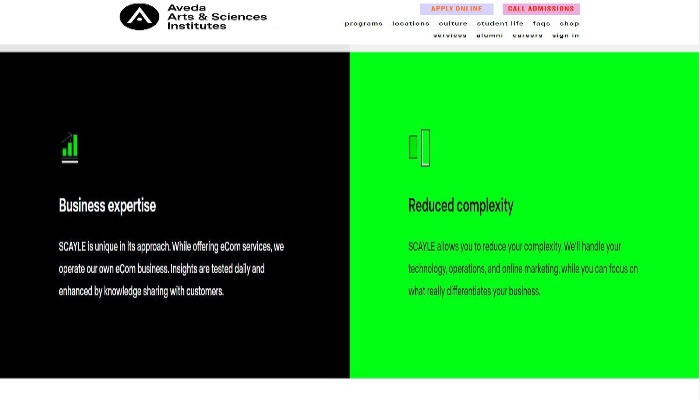 Aveda
Arts & Sciences
Institutes
APPLY ONLINE
CALL ADMISSIONS
programs locations culture student life faqs shop
services alumni careers sign in
Business expertise
SCAYLE is unique in its approach. While offering eCom services, we
operate our own eCom business. Insights are tested daily and
enhanced by knowledge sharing with customers.
Reduced complexity
SCAYLE allows you to reduce your complexity. We'll handle your
technology, operations, and online marketing, while you can focus on
what really differentiates your business.